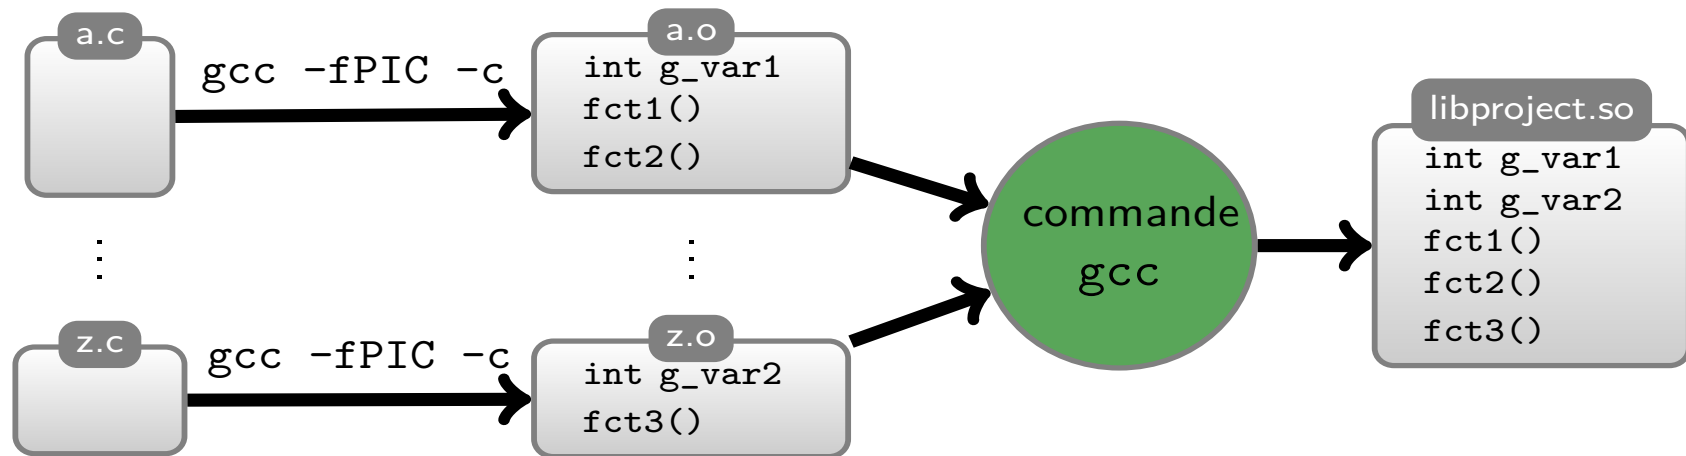 a.c
gcc -fPIC -c
a.o
int g_var1
fct1()
fct2()
z.c
gcc -fPIC -c
z.o
int g_var2
fct3()
commande
gcc
libproject.so
int g_var1
int g_var2
fct1()
fct2()
fct3()